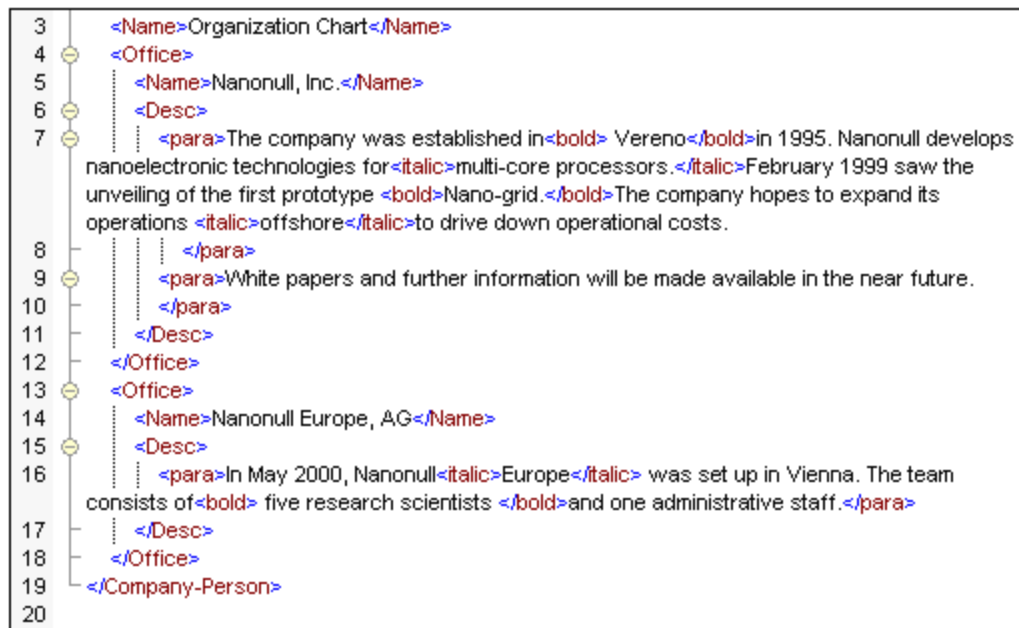 3 <Name>Organization Chart</Name>
4 <Office>
5 <Name>Nanonull, Inc.</Name>
6 <Desc>
7 <para>The company was established in<bold> Vereno</bold>in 1995. Nanonull develops
nanoelectronic technologies for<italic>multi-core processors.</italic>February 1999 saw the
unveiling of the first prototype <bold>Nano-grid.</bold>The company hopes to expand its
operations <italic>offshore</italic>to drive down operational costs.
8 </para>
9 <para>White papers and further information will be made available in the near future.
10 </para>
11 </Desc>
12 </Office>
13 <Office>
14 <Name>Nanonull Europe, AG</Name>
15 <Desc>
16 <para>In May 2000, Nanonull<italic>Europe</italic> was set up in Vienna. The team
consists of<bold> five research scientists </bold>and one administrative staff.</para>
17 </Desc>
18 </Office>
19 </Company-Person>
20